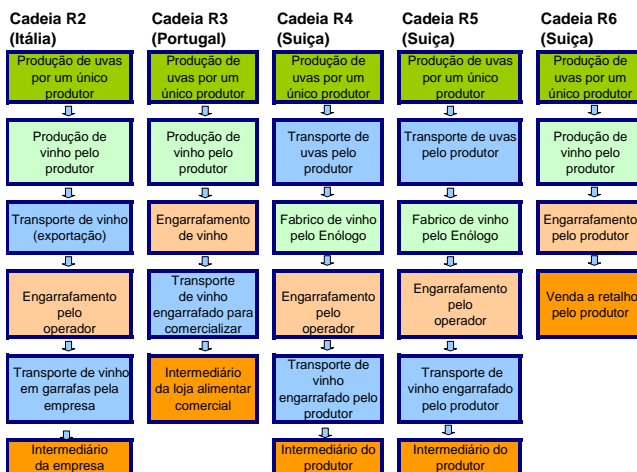 Cadeia R2
(Itália)
Produção de uvas
por um único
produtor
Produção de
vinho pelo
produtor
Transporte de vinho
(exportação)
Engarrafamento
pelo
operador
Transporte de vinho
em garrafas pela
empresa
Intermediário
da empresa
Cadeia R3
(Portugal)
Produção de
uvas por um
único produtor
Produção de
vinho pelo
produtor
Engarrafamento
de vinho
Transporte
de vinho
engarrafado para
comercializar
Intermediário
da loja alimentar
comercial
Cadeia R4
(Suiça)
Produção de
uvas por um
único produtor
Transporte de
uvas pelo
produtor
Fabrico de vinho
pelo Enólogo
Engarrafamento
pelo
operador
Transporte de
vinho
engarrafado pelo
produtor
Intermediário do
produtor
Cadeia R5
(Suiça)
Produção de uvas
por um único
produtor
Transporte de uvas
pelo produtor
Fabrico de vinho
pelo Enólogo
Engarrafamento
pelo
operador
Transporte de
vinho engarrafado
pelo produtor
Intermediário do
produtor
Cadeia R6
(Suiça)
Produção de
uvas por um
único produtor
Produção de
vinho pelo
produtor
Engarrafamento
pelo produtor
Venda a retalho
pelo produtor